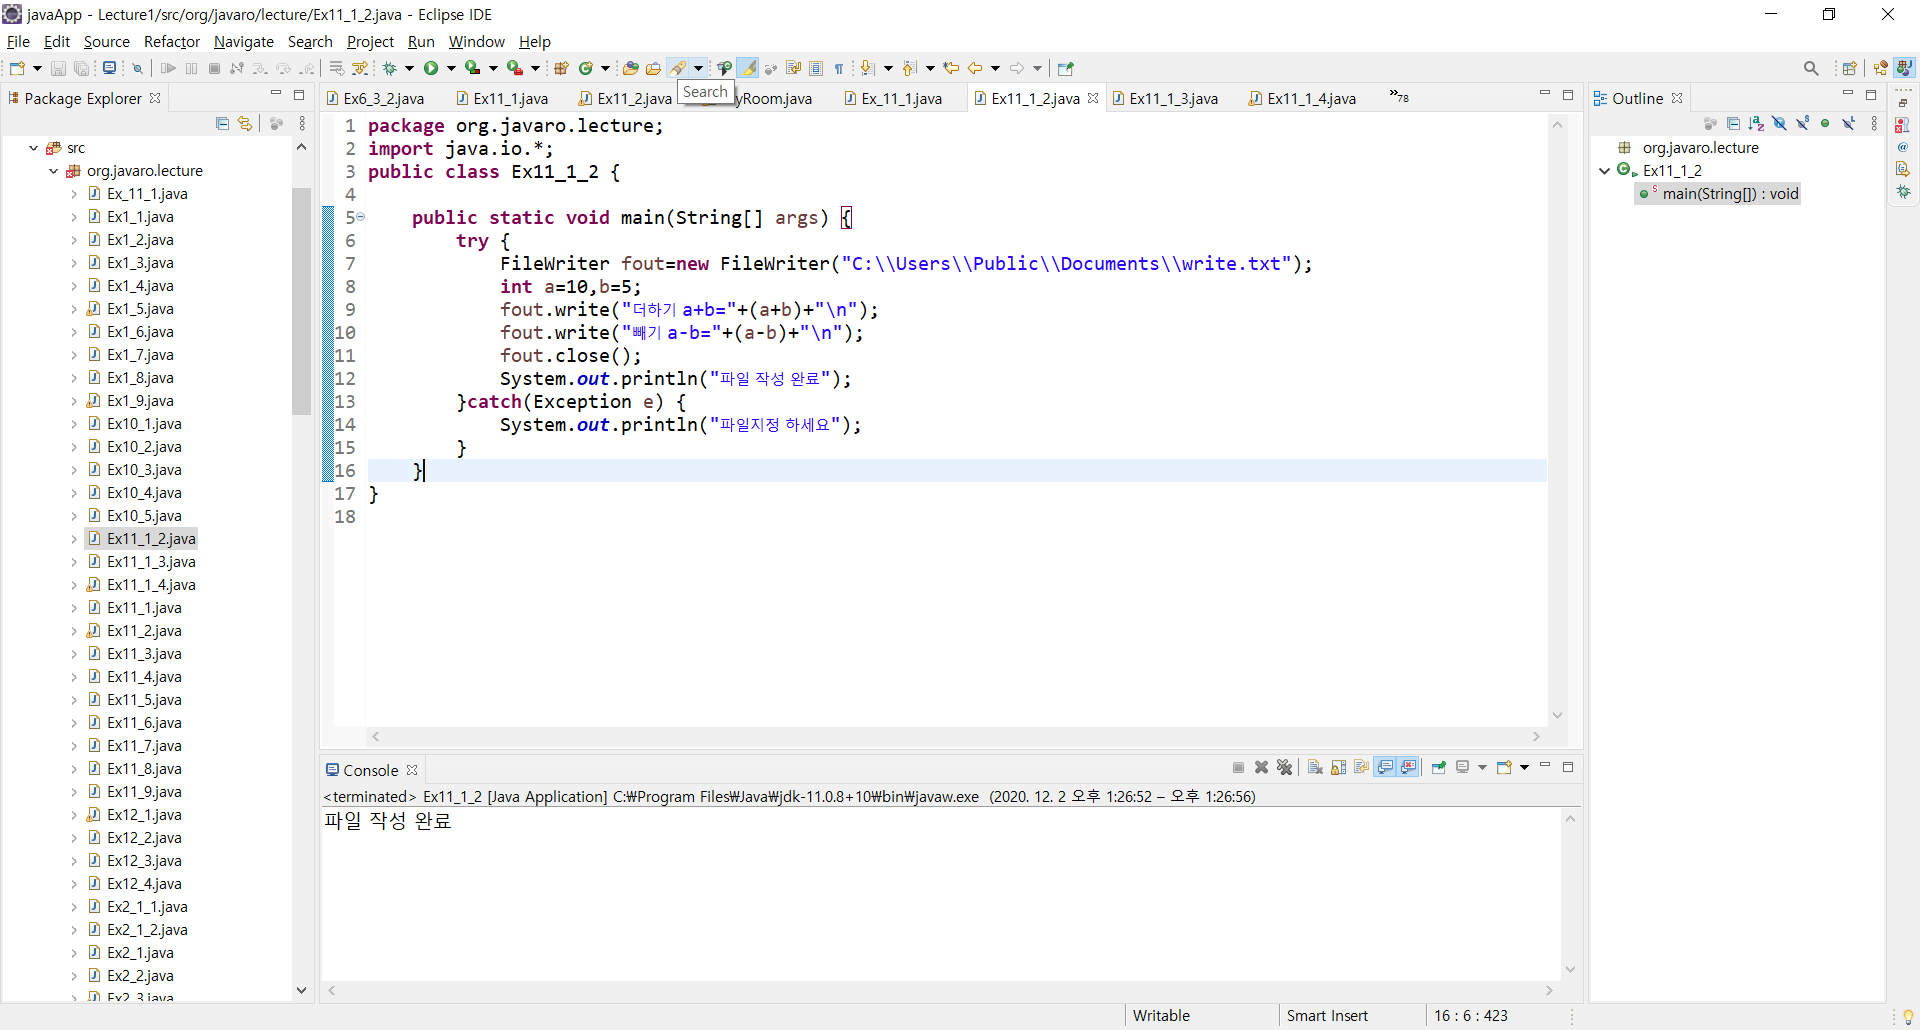 javaApp - Lecture1/src/org/javaro/lecture/Ex11_1_2.java - Eclipse IDE
File Edit Source Refactor Navigate Search Project Run Window Help
Package Explorer
src
org.javaro.lecture
Ex_11_1.java
Ex1_1.java
Ex1_2.java
Ex1_3.java
Ex1_4.java
Ex1_5.java
Ex1_6.java
Ex1_7.java
Ex1_8.java
Ex1_9.java
Ex10_1.java
Ex10_2.java
Ex10_3.java
Ex10_4.java
Ex10_5.java
Ex11_1_2.java
Ex11_1_3.java
Ex11_1_4.java
Ex11_1.java
Ex11_2.java
Ex11_3.java
Ex11_4.java
Ex11_5.java
Ex11_6.java
Ex11_7.java
Ex11_8.java
Ex11_9.java
Ex12_1.java
Ex12_2.java
Ex12_3.java
Ex12_4.java
Ex2_1_1.java
Ex2_1_2.java
Ex2_1.java
Ex2_2.java
Ex2_3.java
Search
Ex6_3_2.java Ex11_1.java Ex11_2.java yRoom.java Ex_11_1.java Ex11_1_2.java Ex11_1_3.java Ex11_1_4.java »78
1 package org.javaro.lecture;
2 import java.io.*;
3 public class Ex11_1_2 {
4
5 public static void main(String[] args) {
6 try {
7 FileWriter fout=new FileWriter("C:\\Users\\Public\\Documents\\write.txt");
8 int a=10,b=5;
9 fout.write("더하기 a+b="+(a+b)+"\n");
10 fout.write("빼기 a-b="+(a-b)+"\n");
11 fout.close();
12 System.out.println("파일 작성 완료");
13 }catch(Exception e) {
14 System.out.println("파일지정 하세요");
15 }
16 }
17 }
18
Console
<terminated> Ex11_1_2 [Java Application] C:₩Program Files₩Java₩jdk-11.0.8+10₩bin₩javaw.exe (2020. 12. 2 오후 1:26:52 – 오후 1:26:56)
파일 작성 완료
Outline
org.javaro.lecture
Ex11_1_2
main(String[]) : void
Writable Smart Insert 16 : 6 : 423